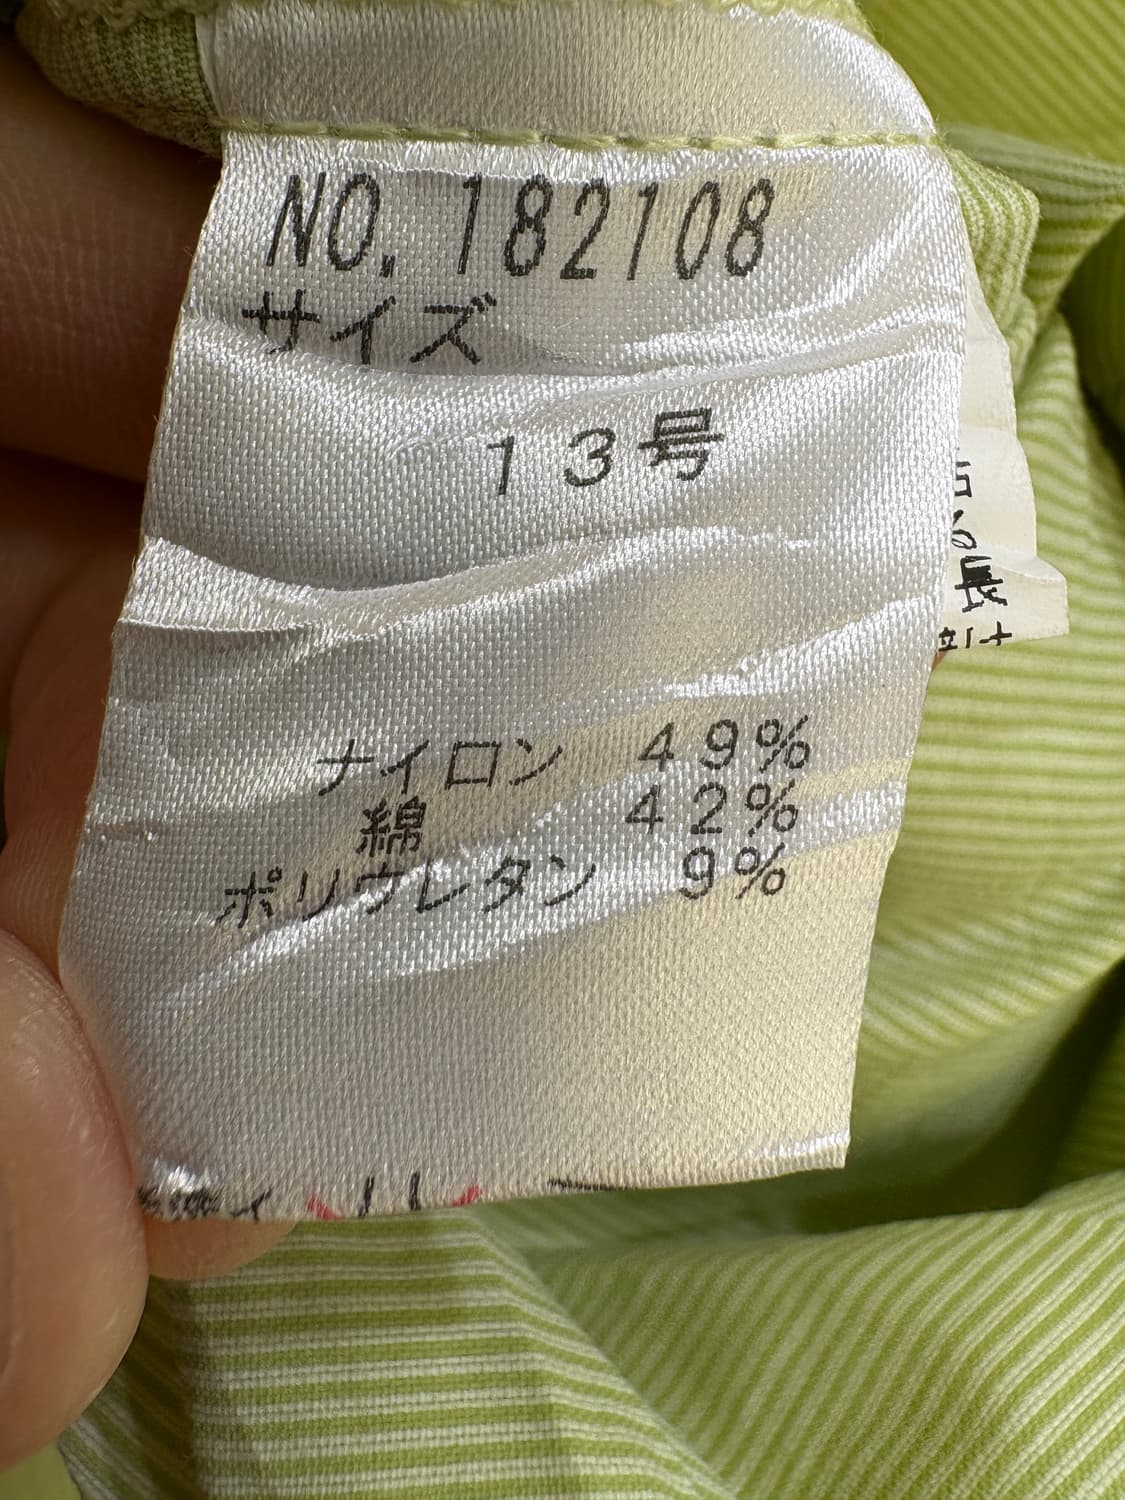 NO. 182108
サイズ
13号
ナイロン 49%
綿 42%
ポリウレタン 9%